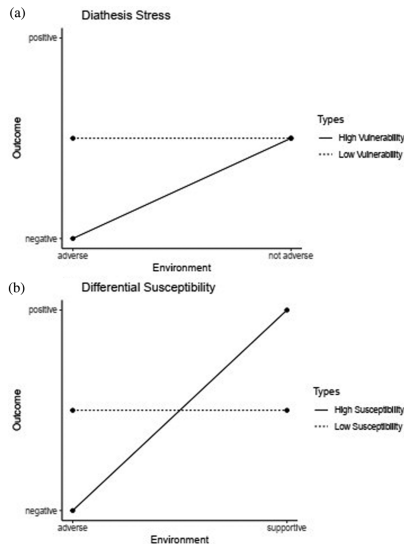 (a)
Diathesis Stress
positive
Outcome
negative
adverse
not adverse
Environment
Types
High Vulnerability
Low Vulnerability
(b)
Differential Susceptibility
positive
Outcome
negative
adverse
supportive
Environment
Types
High Susceptibility
Low Susceptibility